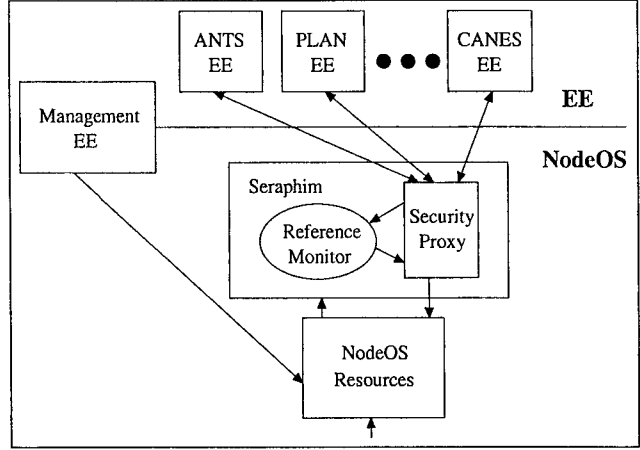 ANTS
EE
PLAN
EE
CANES
EE
EE
Management
EE
NodeOS
Seraphim
Reference
Monitor
Security
Proxy
NodeOS
Resources